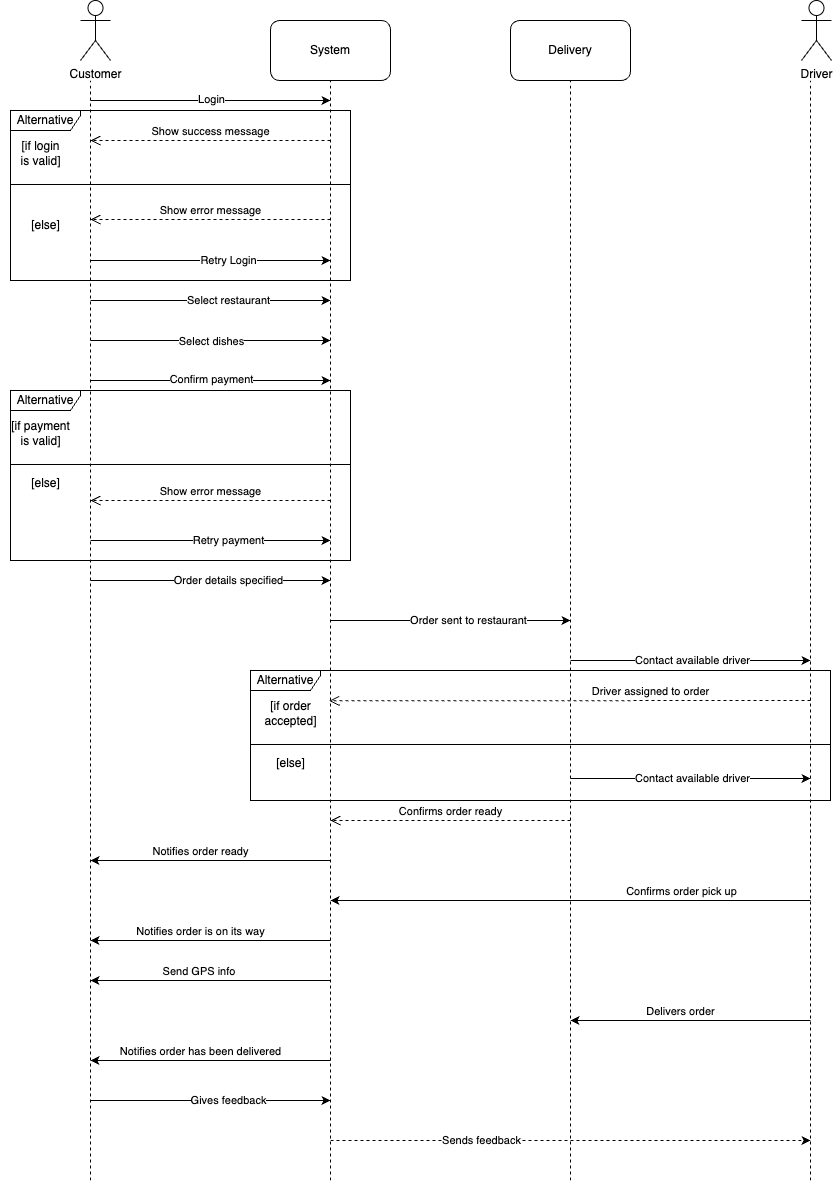 Customer
System
Delivery
Driver
Login
Alternative
Show success message
[if login
is valid]
Show error message
[else]
Retry Login
Select restaurant
Select dishes
Confirm payment
Alternative
[if payment
is valid]
[else]
Show error message
Retry payment
Order details specified
Order sent to restaurant
Contact available driver
Alternative
Driver assigned to order
[if order
accepted]
[else]
Contact available driver
Confirms order ready
Notifies order ready
Confirms order pick up
Notifies order is on its way
Send GPS info
Delivers order
Notifies order has been delivered
Gives feedback
Sends feedback